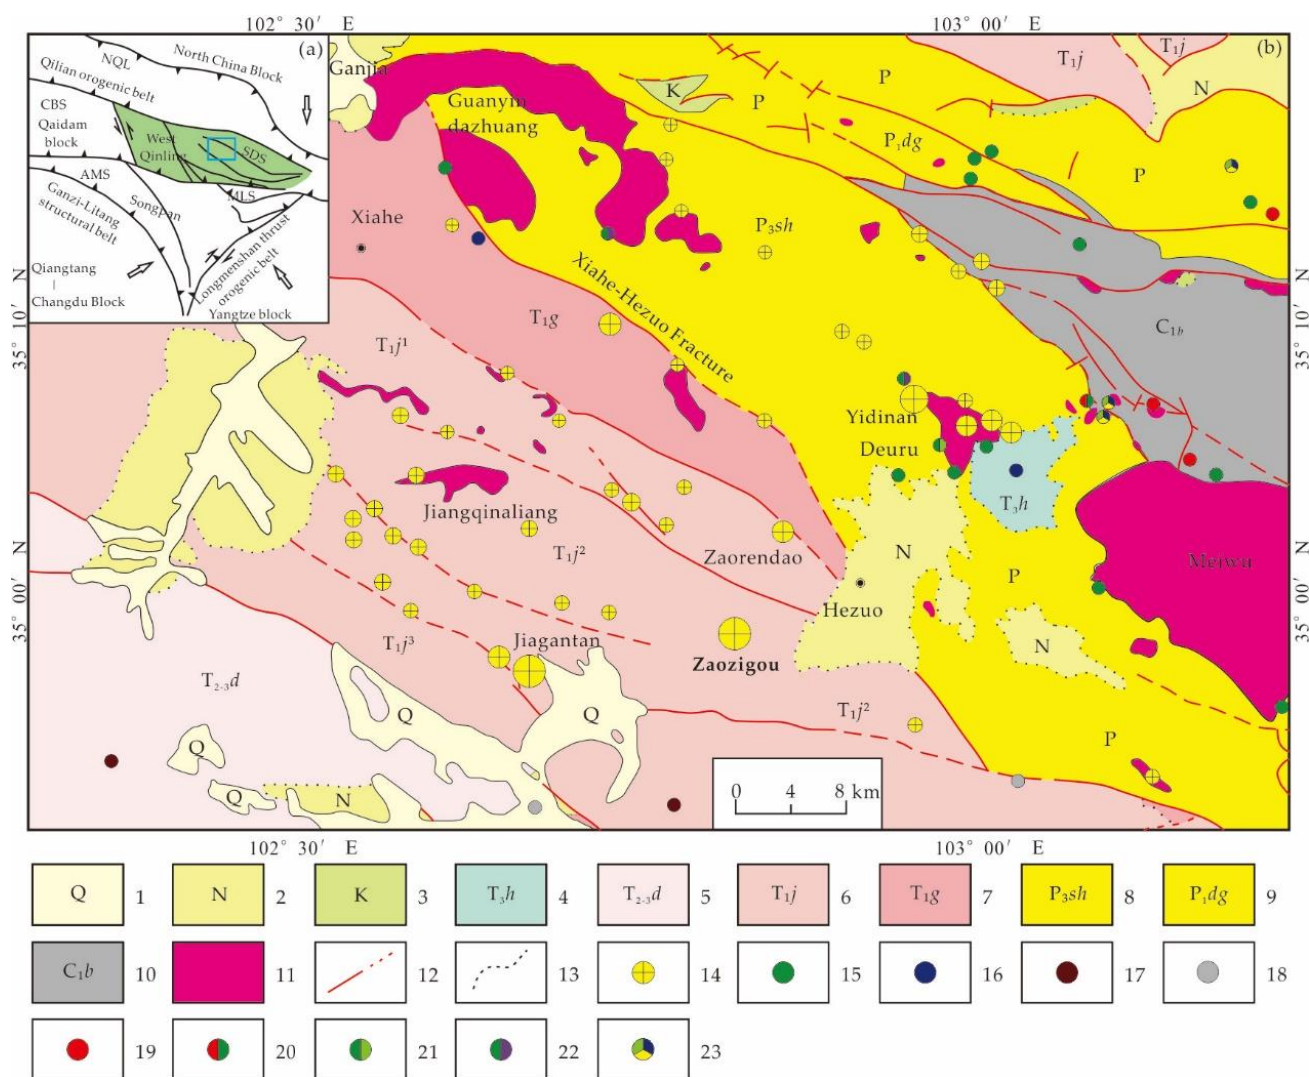 102° 30′ E
103° 00′ E
(a)
North China Block
NQL
Qilian orogenic belt
CBS
Qaidam
block
West
Qinling
SDS
AMS
Songpan
MLS
Ganzi-Litang
structural belt
Longmenshan thrust
orogenic belt
Qiangtang
|
Changdu Block
Yangtze block
(b)
Ganjia
Guanyin
dazhuang
K
P
P
T₁j
T₁j
N
P₁dg
P
Xiahe
P₃sh
Xiahe-Hezuo Fracture
35° 10′ N
35° 10′ N
T₁g
C₁b
T₁j¹
Yidinan
Deuru
T₃h
Jiangqinaliang
T₁j²
Zaorendao
N
P
Meiwu
35° 00′ N
35° 00′ N
Hezuo
T₁j³
Jiagantan
Zaozigou
N
T₂₋₃d
Q
Q
T₁j²
P
Q
Q
N
0 4 8 km
102° 30′ E
103° 00′ E
Q 1 N 2 K 3 T₃h 4 T₂₋₃d 5 T₁j 6 T₁g 7 P₃sh 8 P₁dg 9
C₁b 10 11 12 13 14 15 16 17 18
19 20 21 22 23